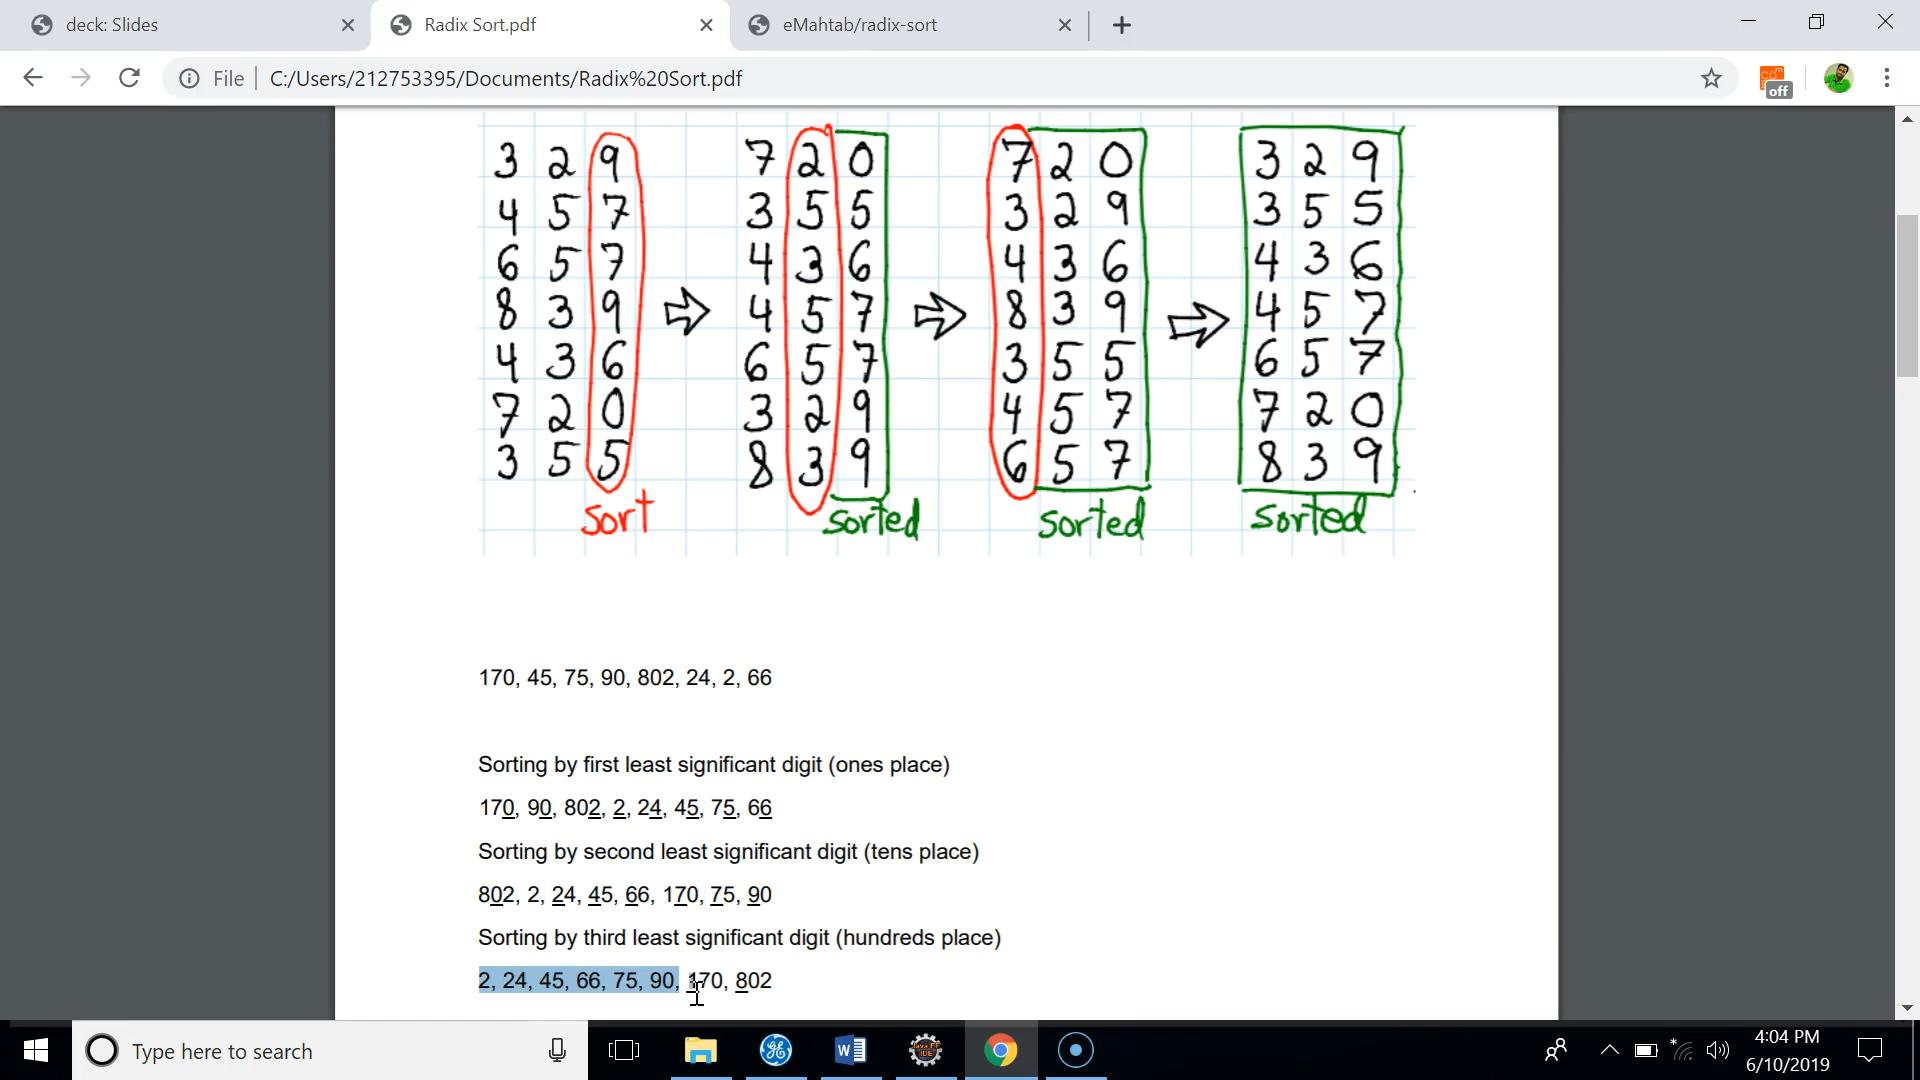 deck: Slides
Radix Sort.pdf
eMahtab/radix-sort
File
C:/Users/212753395/Documents/Radix%20Sort.pdf
off
3 2 9 7 2 0 7 2 0 3 2 9
4 5 7 3 5 5 3 2 9 3 5 5
6 5 7 4 3 6 4 3 6 4 3 6
8 3 9 4 5 7 8 3 9 4 5 7
4 3 6 6 5 7 3 5 5 6 5 7
7 2 0 3 2 9 4 5 7 7 2 0
3 5 5 8 3 9 6 5 7 8 3 9
sort sorted sorted sorted
170, 45, 75, 90, 802, 24, 2, 66
Sorting by first least significant digit (ones place)
170, 90, 802, 2, 24, 45, 75, 66
Sorting by second least significant digit (tens place)
802, 2, 24, 45, 66, 170, 75, 90
Sorting by third least significant digit (hundreds place)
2, 24, 45, 66, 75, 90, 170, 802
Type here to search
4:04 PM
6/10/2019